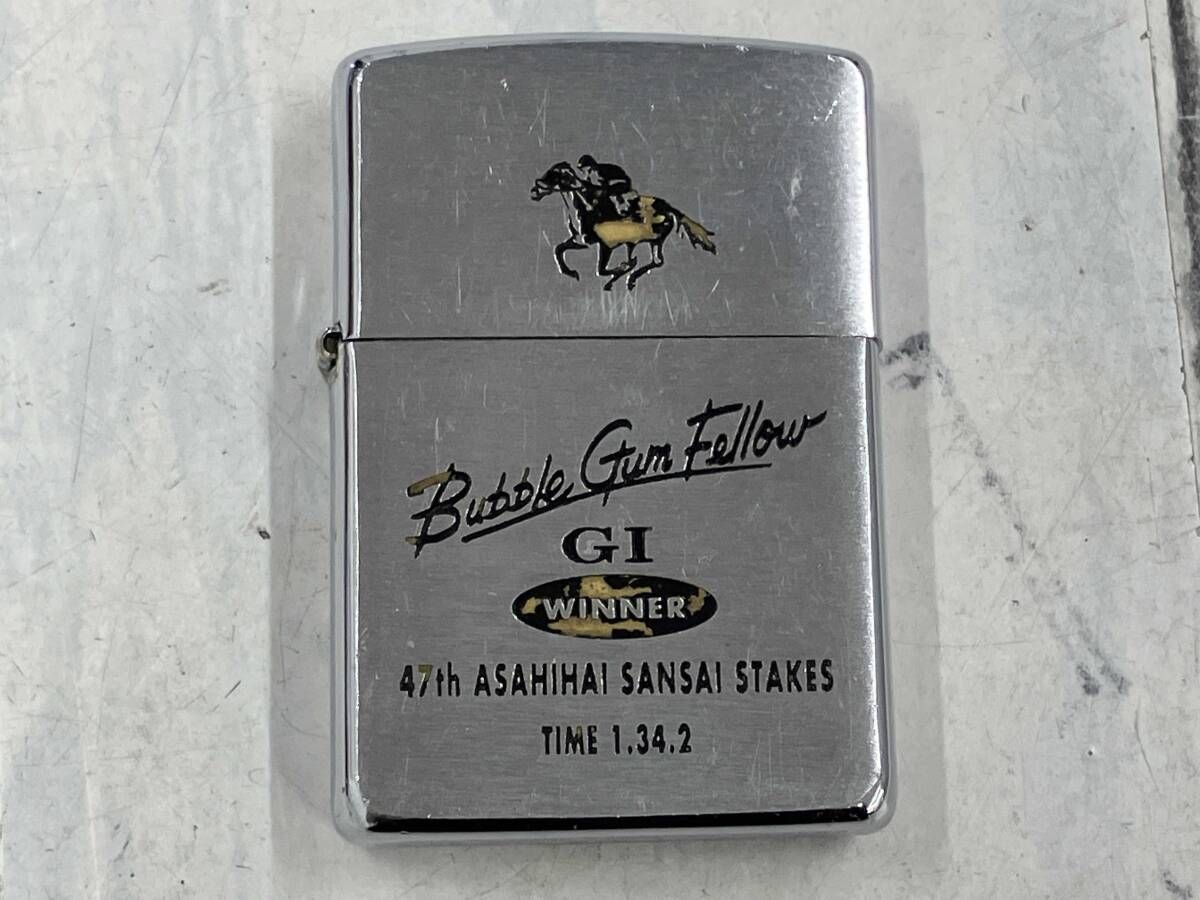 Bubble Gum Fellow
GI
WINNER
47th ASAHIHAI SANSAI STAKES
TIME 1.34.2